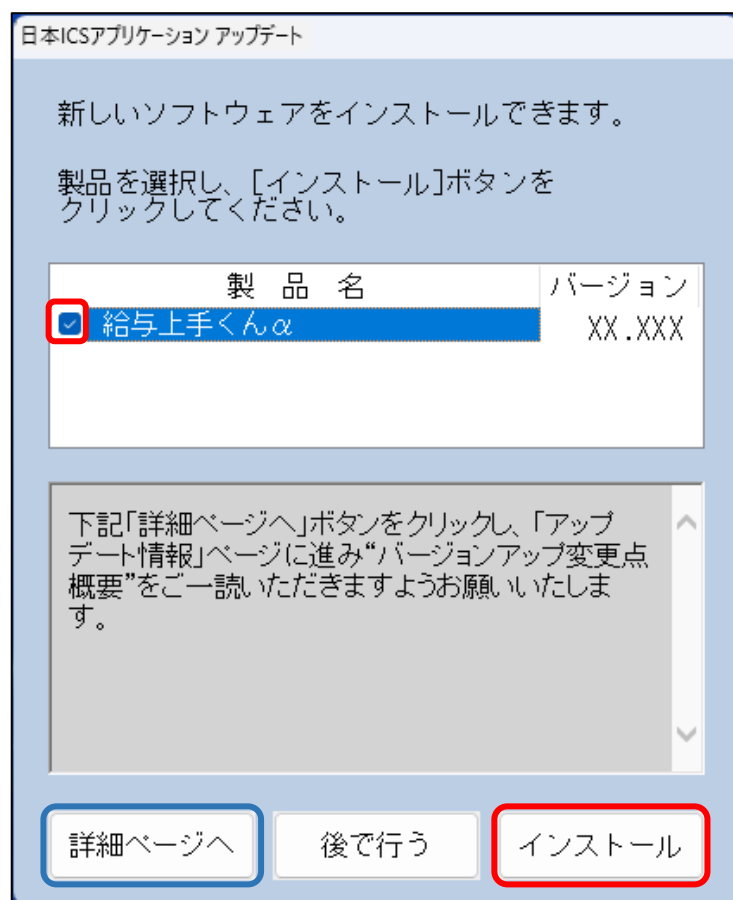 日本ICSアプリケーション アップデート
新しいソフトウェアをインストールできます。
製品を選択し、[インストール]ボタンを
クリックしてください。
製 品 名 バージョン
給与上手くんα XX.XXX
下記「詳細ページへ」ボタンをクリックし、「アップ
デート情報」ページに進み“バージョンアップ変更点
概要”をご一読いただきますようお願いいたしま
す。
詳細ページへ 後で行う インストール